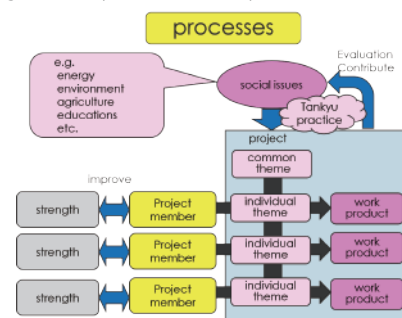 processes
e.g.
energy
environment
agriculture
educations
etc.
social issues
Evaluation
Contribute
Tankyu
practice
project
common
theme
improve
strength
Project
member
individual
theme
work
product
strength
Project
member
individual
theme
work
product
strength
Project
member
individual
theme
work
product